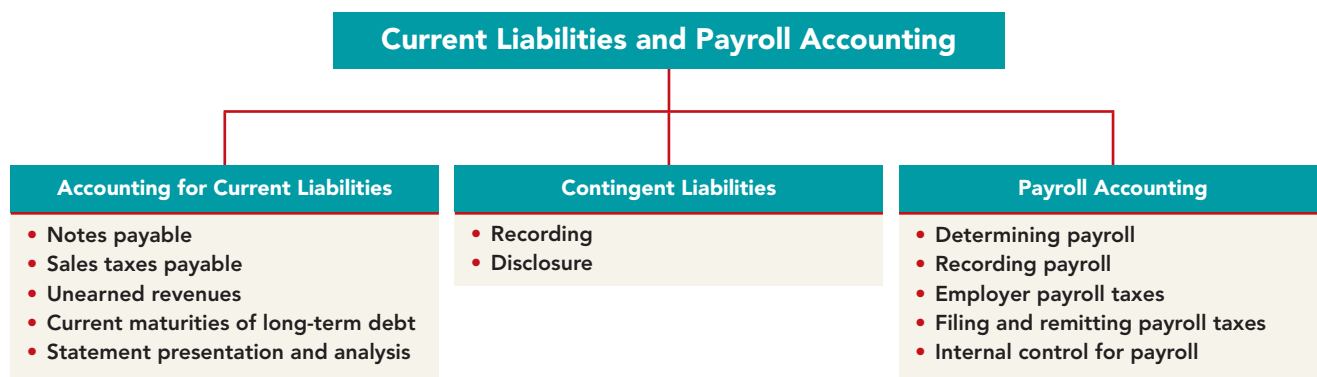 Current Liabilities and Payroll Accounting
Accounting for Current Liabilities
• Notes payable
• Sales taxes payable
• Unearned revenues
• Current maturities of long-term debt
• Statement presentation and analysis
Contingent Liabilities
• Recording
• Disclosure
Payroll Accounting
• Determining payroll
• Recording payroll
• Employer payroll taxes
• Filing and remitting payroll taxes
• Internal control for payroll